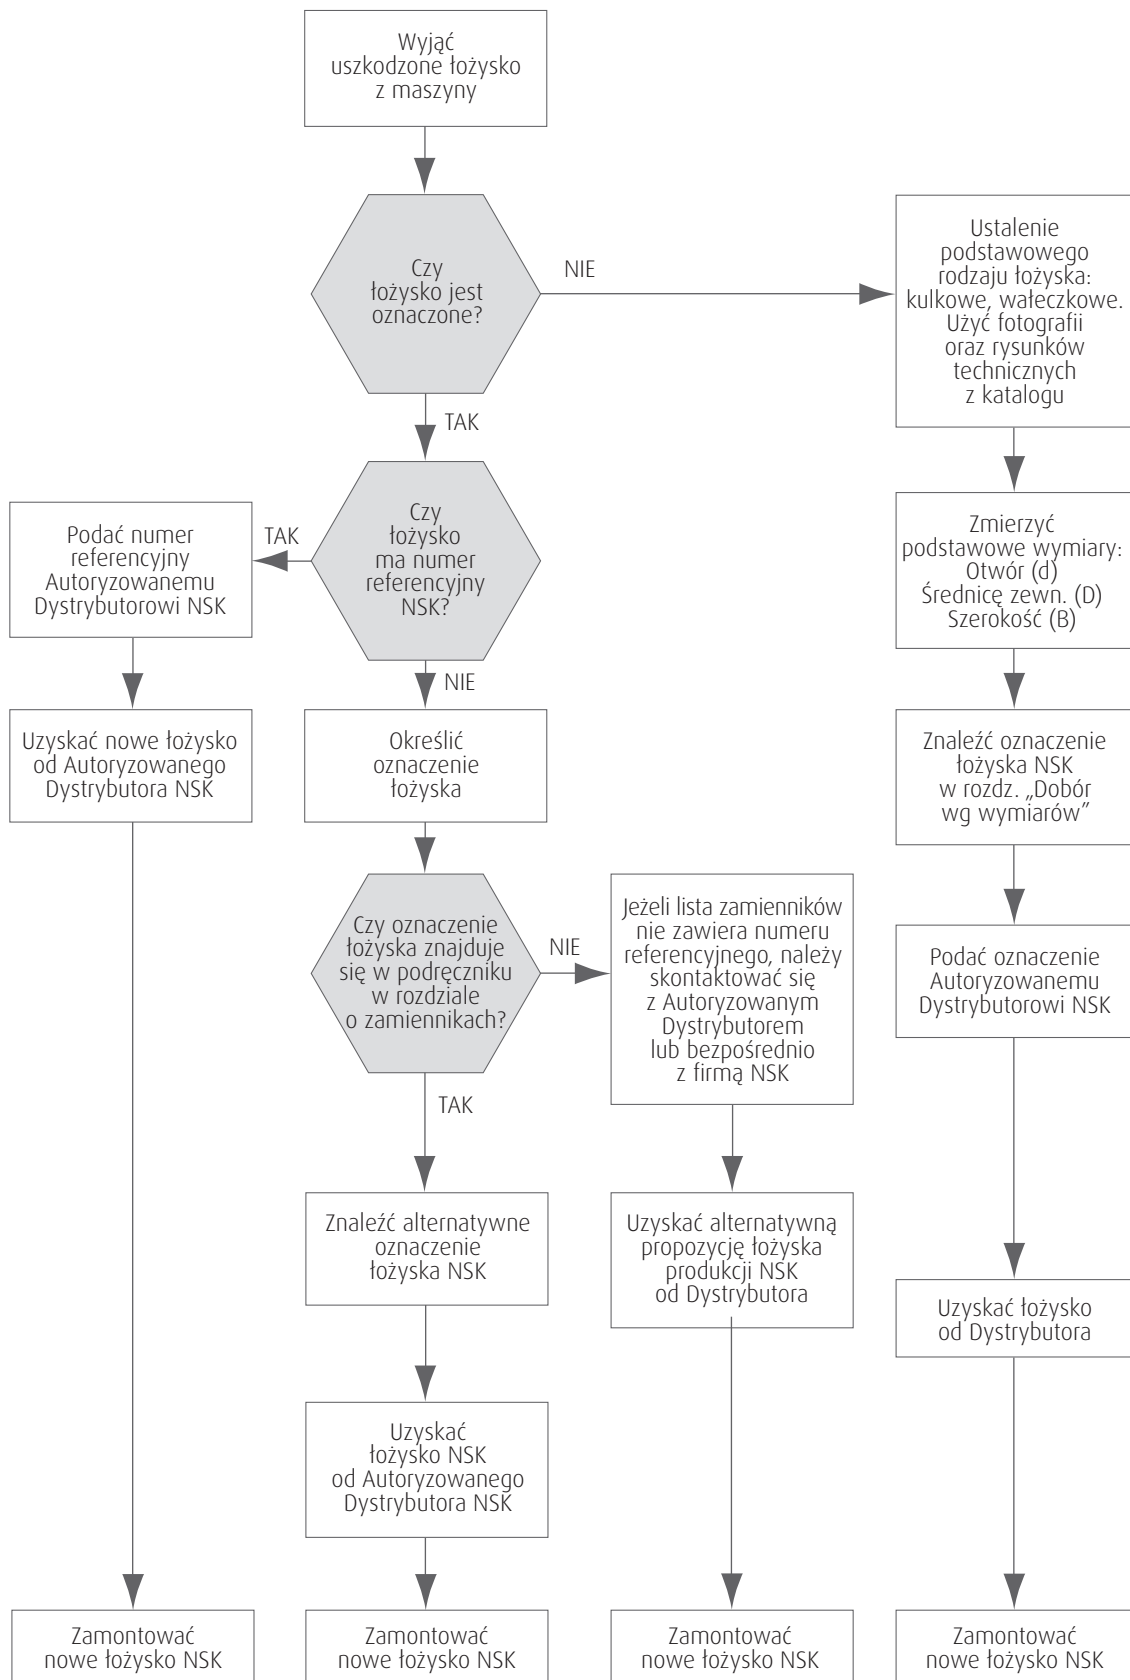 Wyjąć
uszkodzone łożysko
z maszyny
Czy
łożysko jest
oznaczone?
NIE
Ustalenie
podstawowego
rodzaju łożyska:
kulkowe, wałeczkowe.
Użyć fotografii
oraz rysunków
technicznych
z katalogu
TAK
Czy
łożysko
ma numer
referencyjny
NSK?
TAK
Podać numer
referencyjny
Autoryzowanemu
Dystrybutorowi NSK
Zmierzyć
podstawowe wymiary:
Otwór (d)
Średnicę zewn. (D)
Szerokość (B)
NIE
Uzyskać nowe łożysko
od Autoryzowanego
Dystrybutora NSK
Określić
oznaczenie
łożyska
Znaleźć oznaczenie
łożyska NSK
w rozdz. „Dobór
wg wymiarów”
Czy oznaczenie
łożyska znajduje
się w podręczniku
w rozdziale
o zamiennikach?
NIE
Jeżeli lista zamienników
nie zawiera numeru
referencyjnego, należy
skontaktować się
z Autoryzowanym
Dystrybutorem
lub bezpośrednio
z firmą NSK
Podać oznaczenie
Autoryzowanemu
Dystrybutorowi NSK
TAK
Znaleźć alternatywne
oznaczenie
łożyska NSK
Uzyskać alternatywną
propozycję łożyska
produkcji NSK
od Dystrybutora
Uzyskać łożysko
od Dystrybutora
Uzyskać
łożysko NSK
od Autoryzowanego
Dystrybutora NSK
Zamontować
nowe łożysko NSK
Zamontować
nowe łożysko NSK
Zamontować
nowe łożysko NSK
Zamontować
nowe łożysko NSK